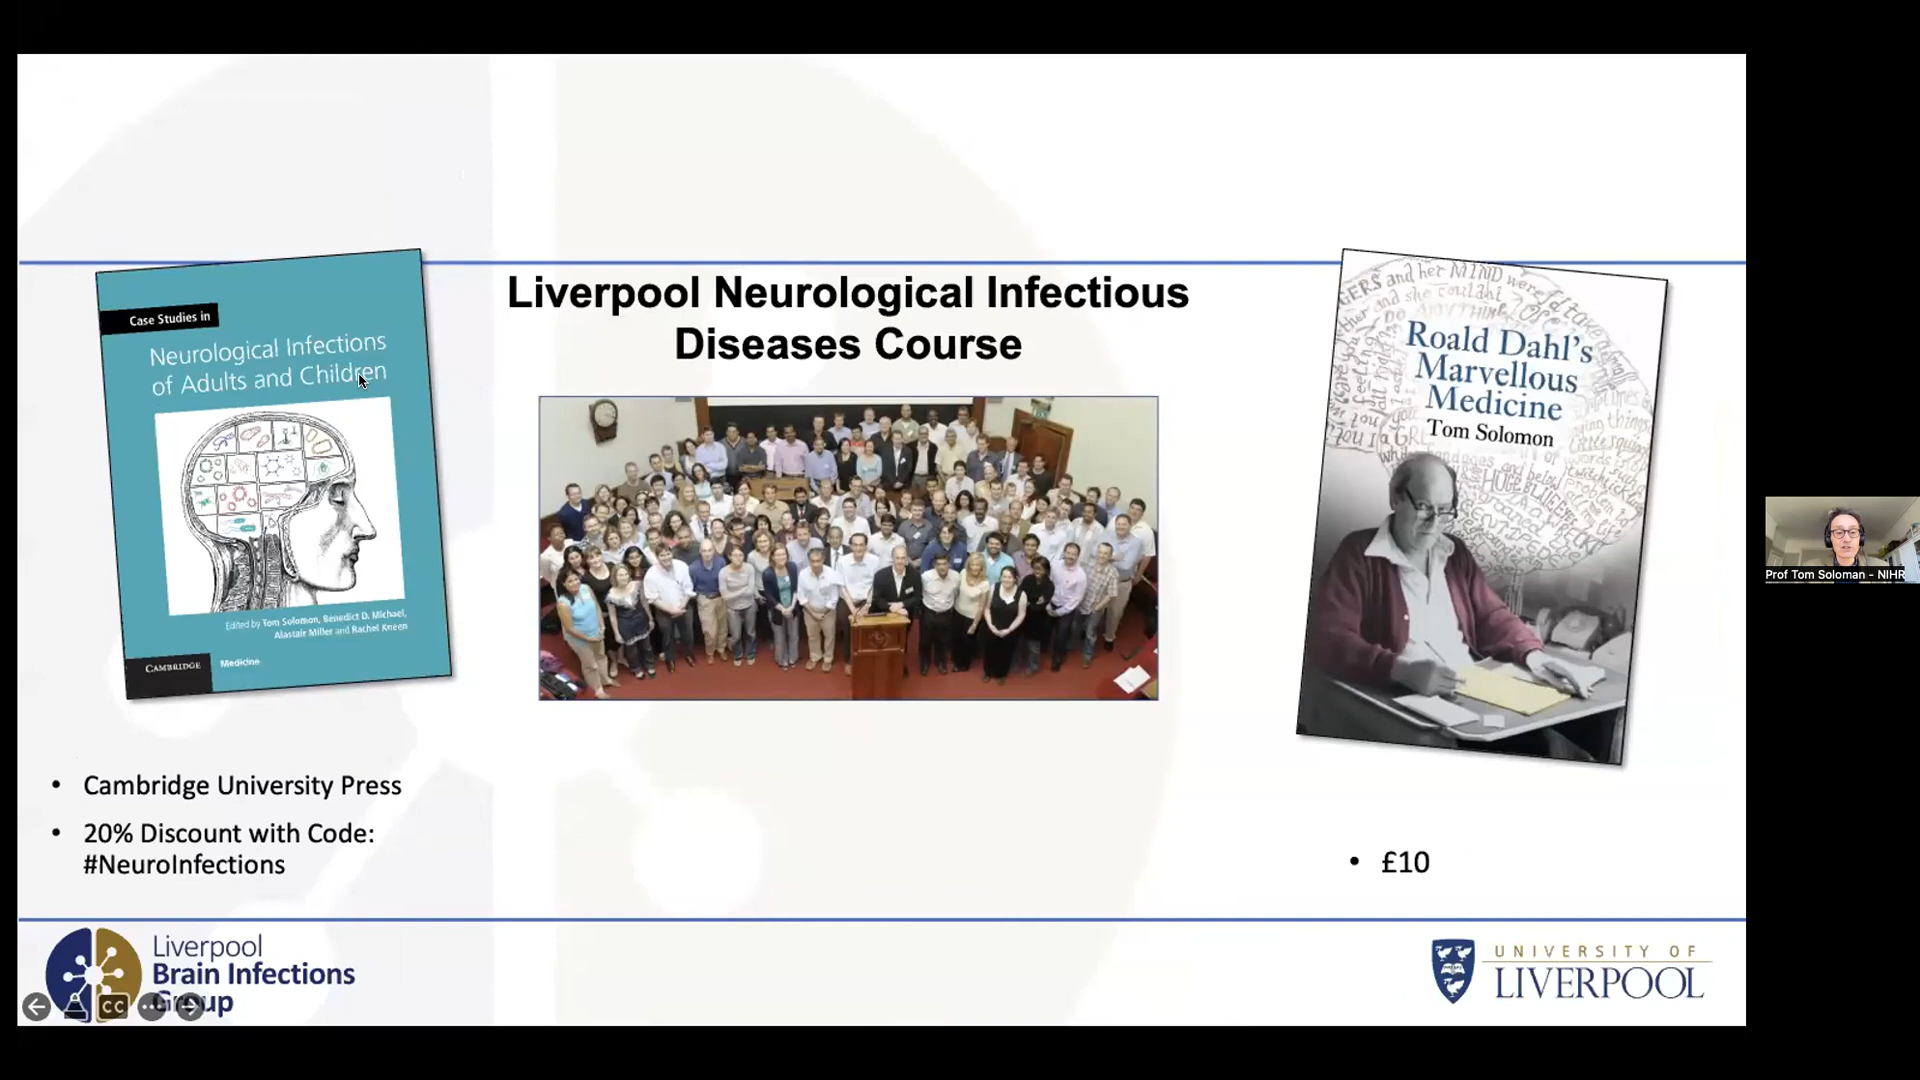 Liverpool Neurological Infectious
Diseases Course
Case Studies in
Neurological Infections
of Adults and Children
Edited by Tom Solomon, Benedict D. Michael,
Alastair Miller and Rachel Kneen
CAMBRIDGE Medicine
• Cambridge University Press
• 20% Discount with Code:
#NeuroInfections
Roald Dahl's
Marvellous
Medicine
Tom Solomon
• £10
Prof Tom Soloman - NIHR
Liverpool
Brain Infections
Group
CC
UNIVERSITY OF
LIVERPOOL